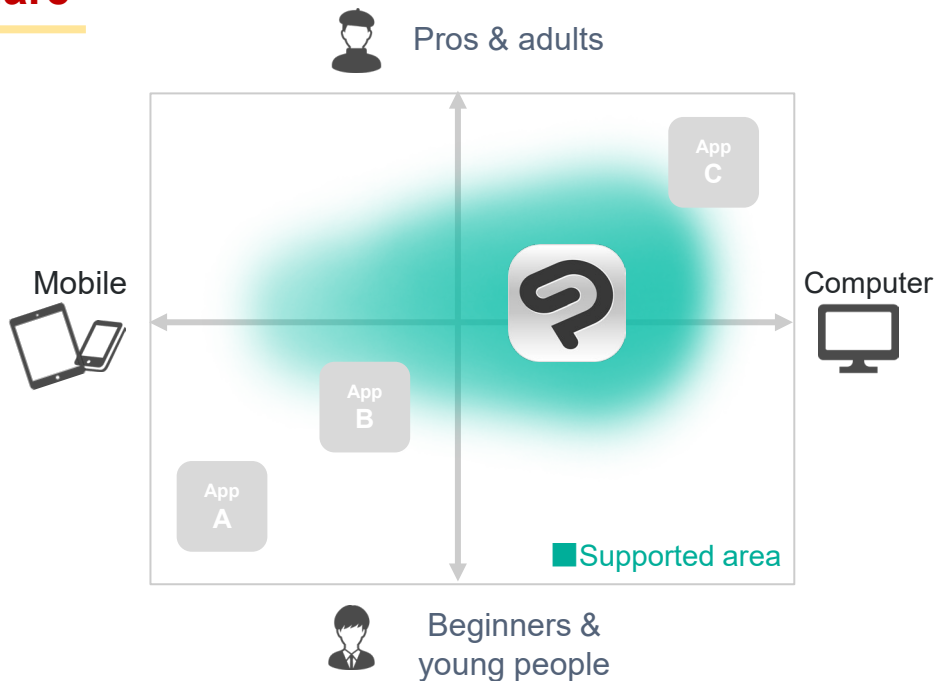 Pros & adults
App
C
Mobile
Computer
App
B
App
A
Supported area
Beginners &
young people